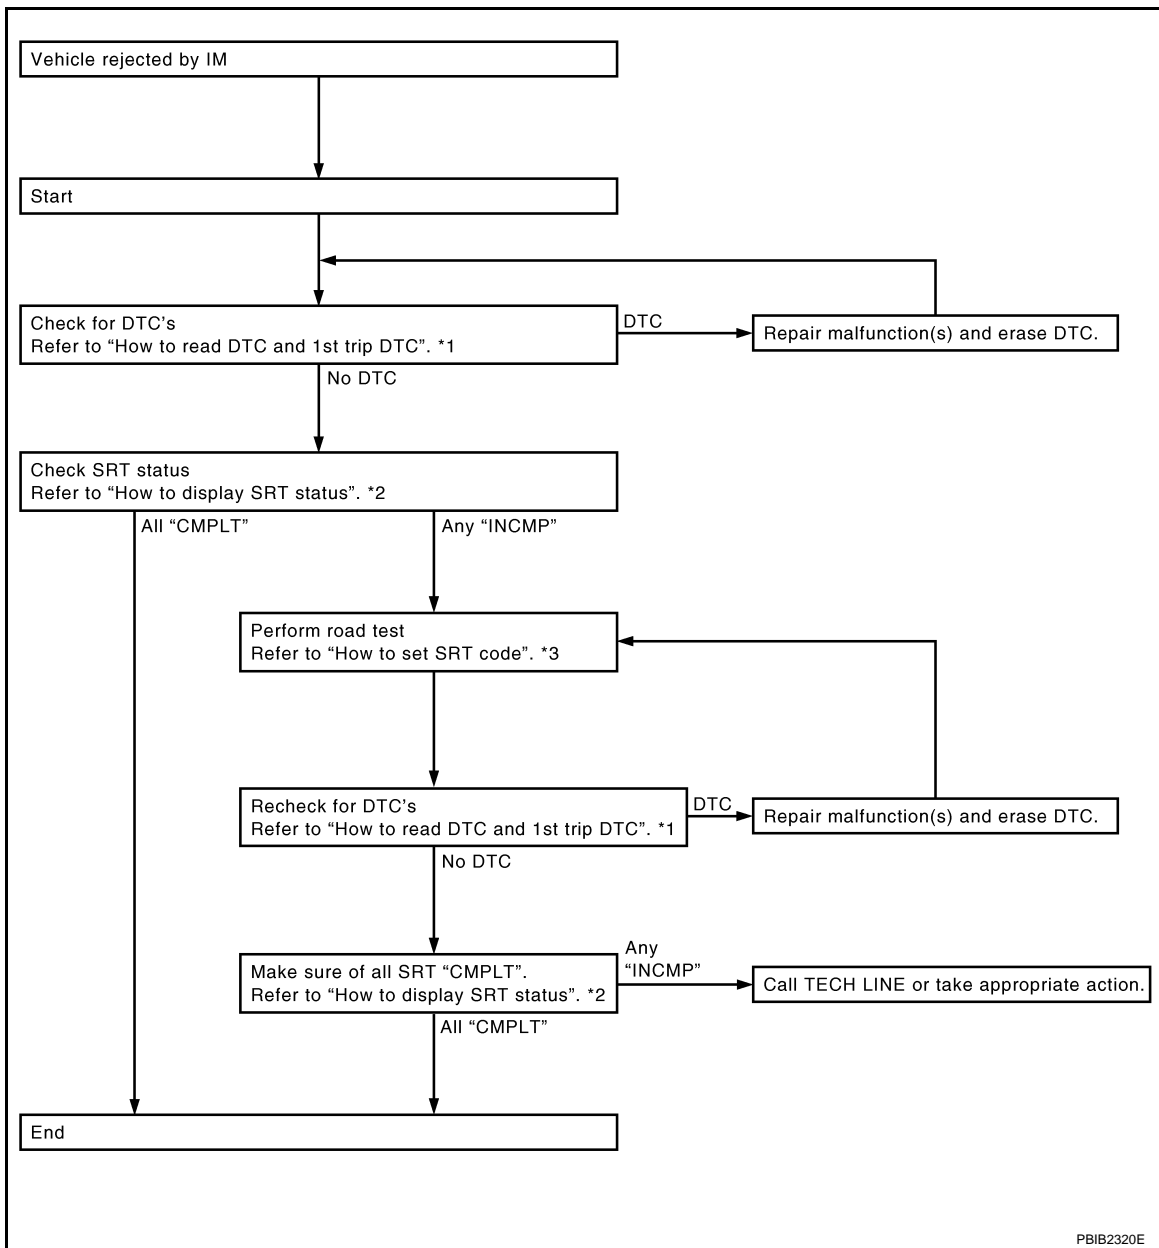 Vehicle rejected by IM
Start
Check for DTC's
Refer to “How to read DTC and 1st trip DTC”. *1
DTC
Repair malfunction(s) and erase DTC.
No DTC
Check SRT status
Refer to “How to display SRT status”. *2
All “CMPLT”
Any “INCMP”
Perform road test
Refer to “How to set SRT code”. *3
Recheck for DTC's
Refer to “How to read DTC and 1st trip DTC”. *1
DTC
Repair malfunction(s) and erase DTC.
No DTC
Make sure of all SRT “CMPLT”.
Refer to “How to display SRT status”. *2
Any
“INCMP”
Call TECH LINE or take appropriate action.
All “CMPLT”
End
PBIB2320E